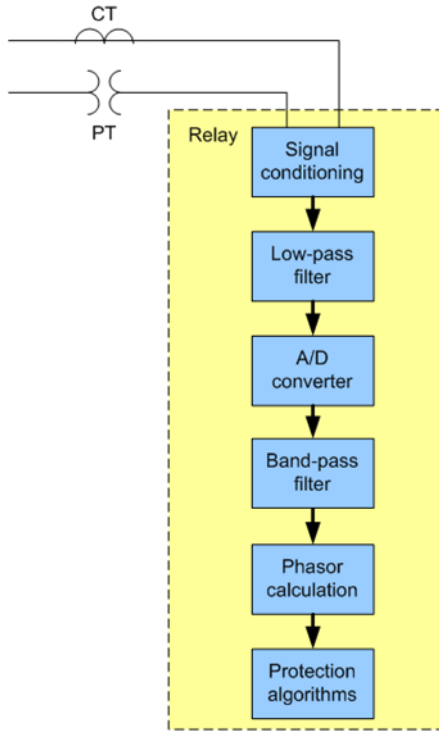 CT
PT
Relay
Signal
conditioning
Low-pass
filter
A/D
converter
Band-pass
filter
Phasor
calculation
Protection
algorithms